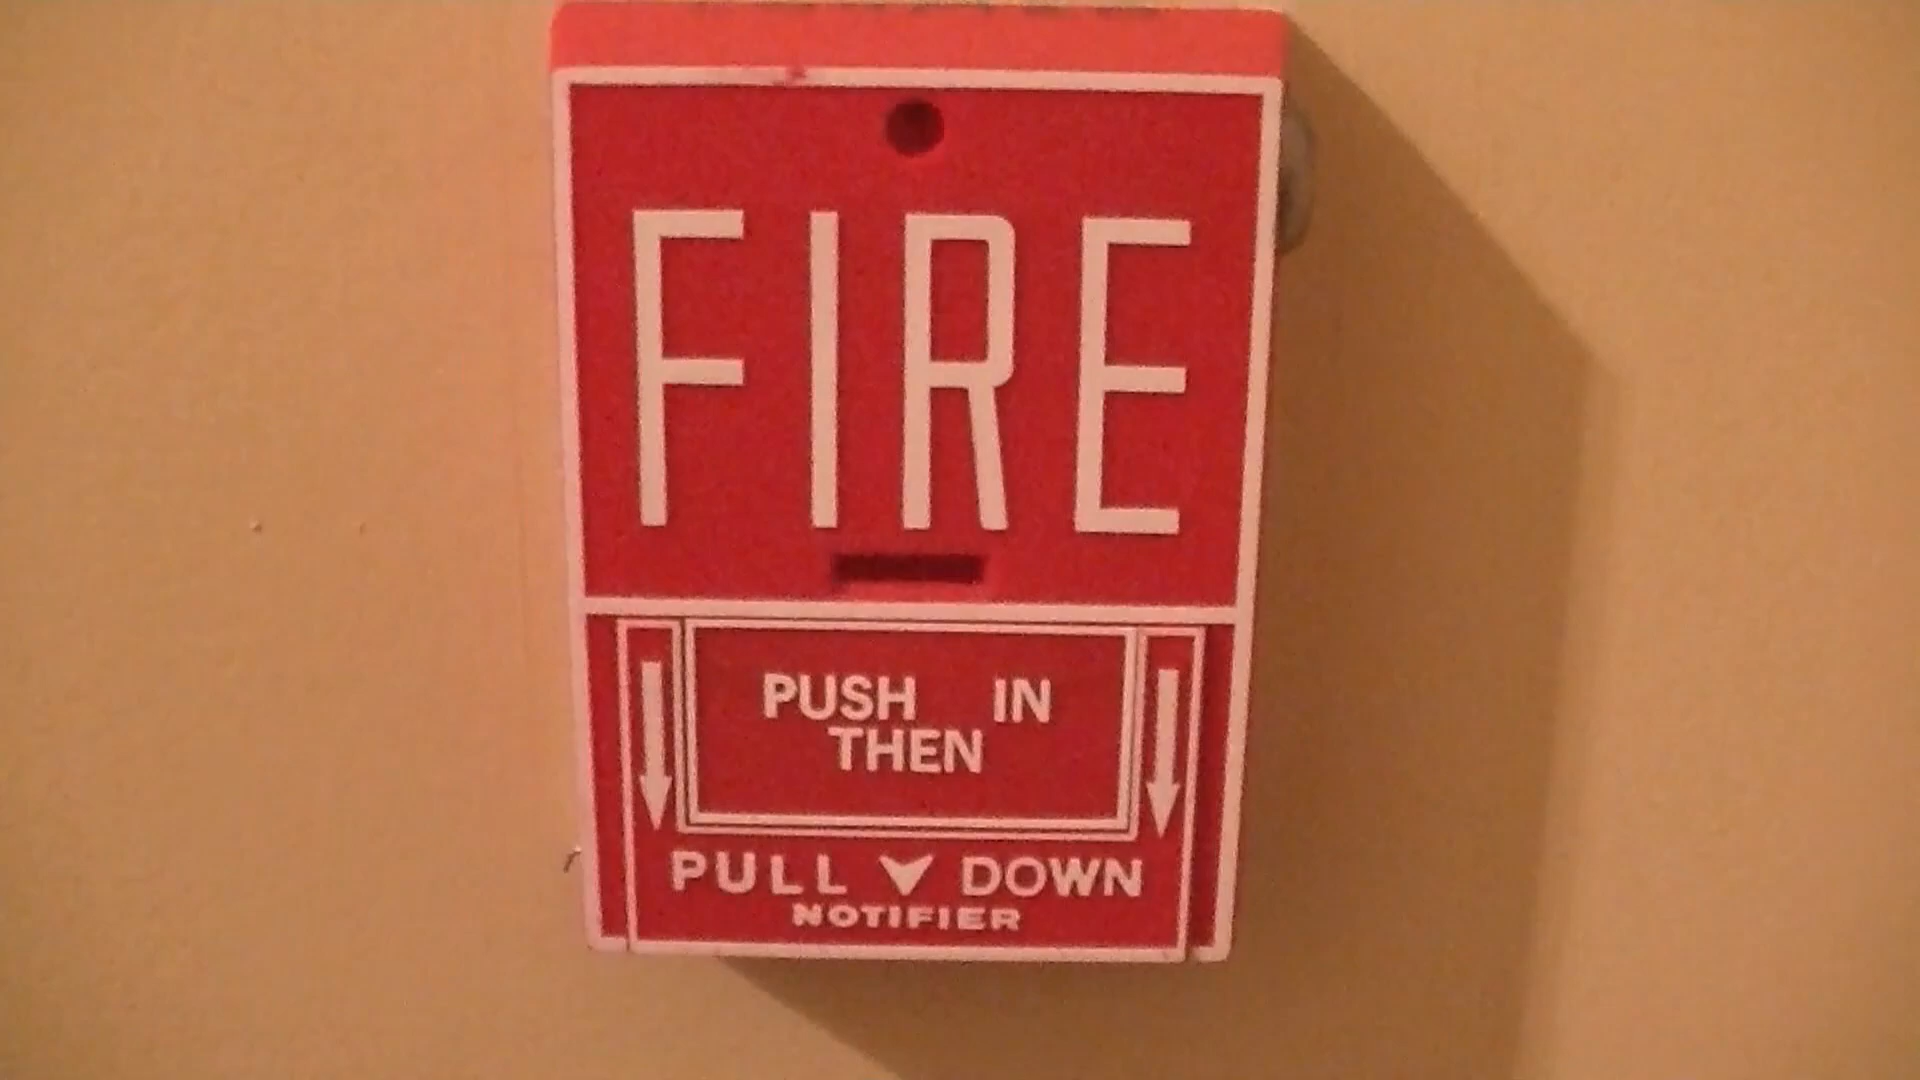 FIRE
PUSH IN
THEN
PULL DOWN
NOTIFIER